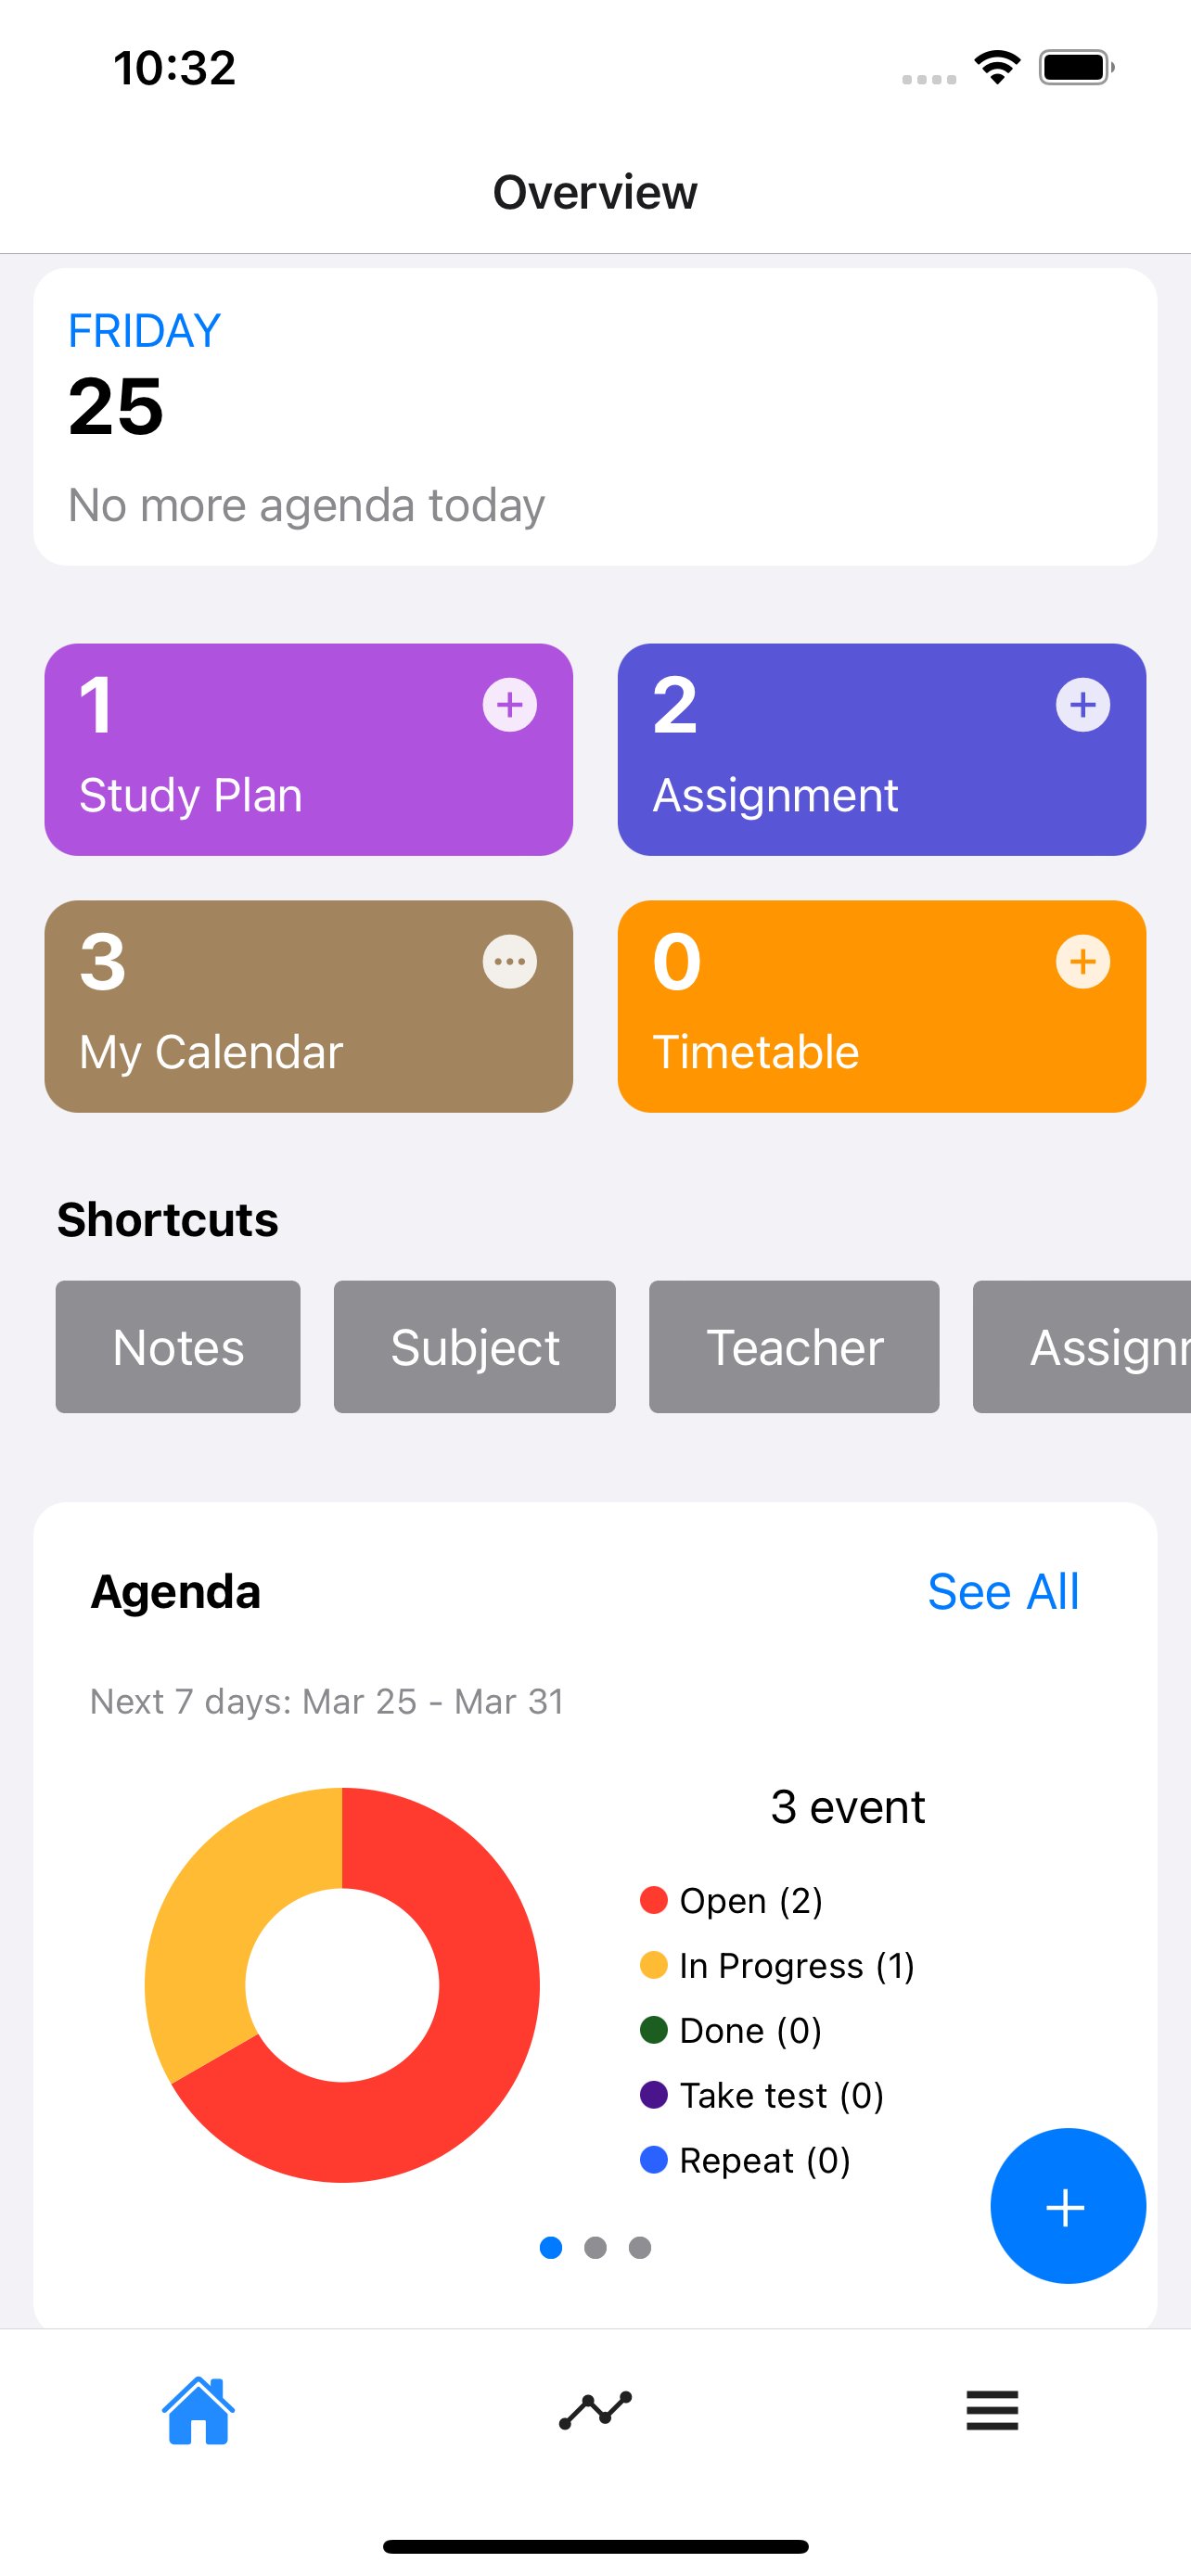 10:32
Overview
FRIDAY
25
No more agenda today
1
Study Plan
2
Assignment
3
My Calendar
0
Timetable
Shortcuts
Notes
Subject
Teacher
Assignr
Agenda
See All
Next 7 days: Mar 25 - Mar 31
3 event
Open (2)
In Progress (1)
Done (0)
Take test (0)
Repeat (0)